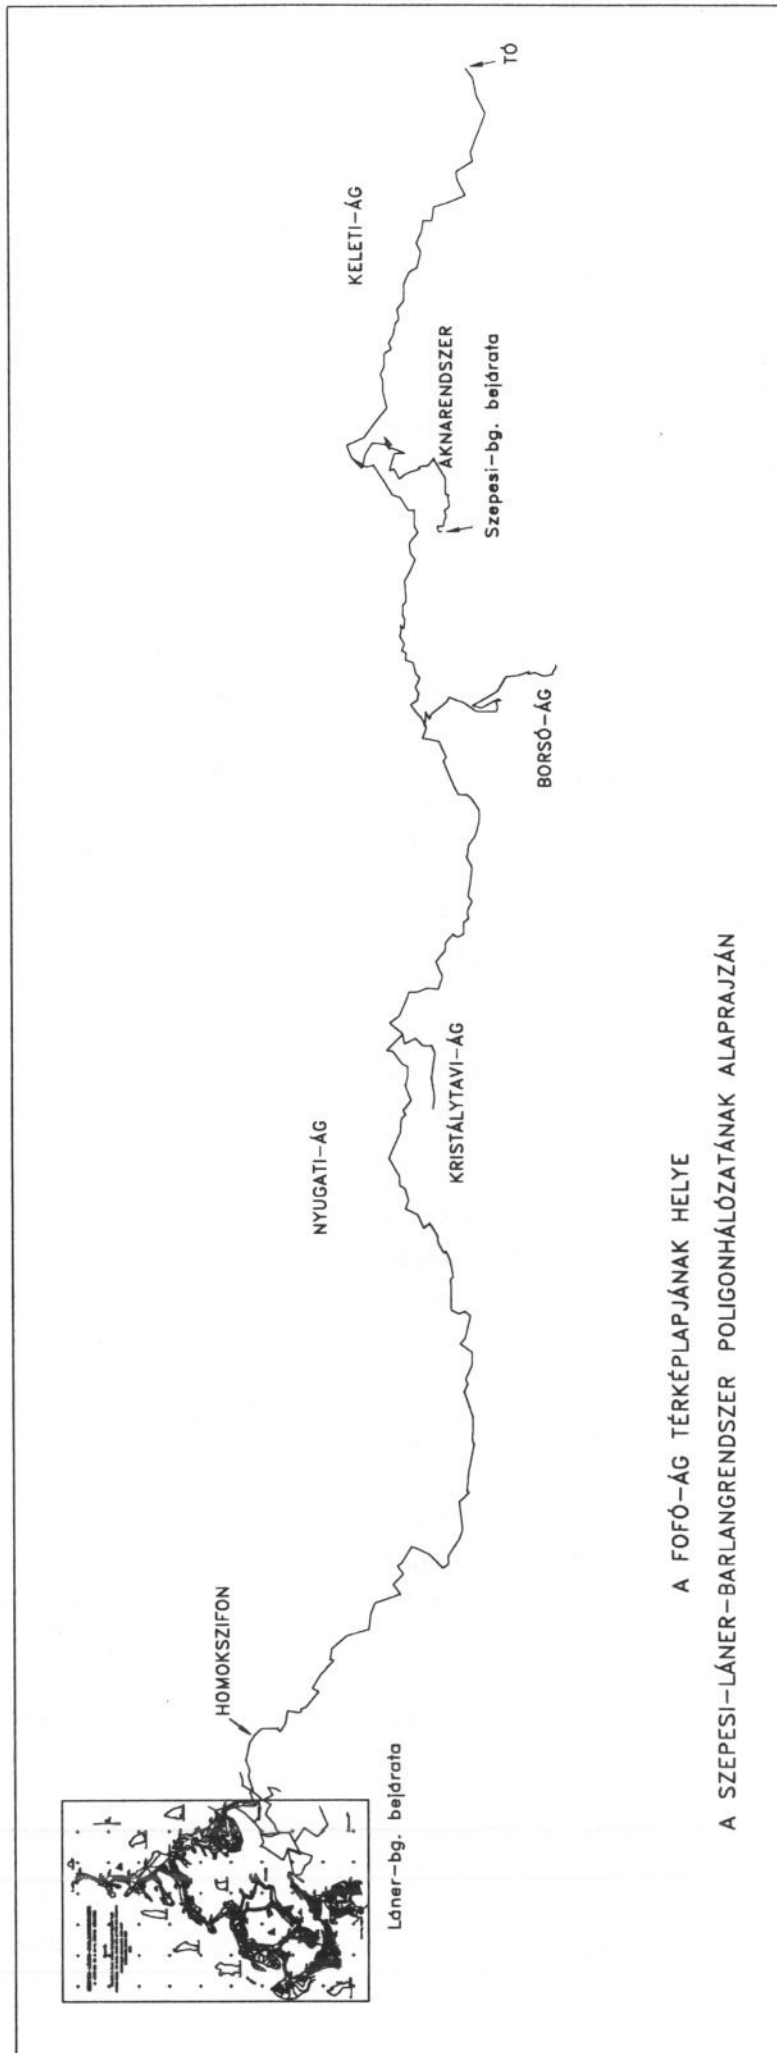 TÓ
KELETI-ÁG
AKNARENDSZER
Szepesi-bg. bejárata
BORSÓ-ÁG
KRISTÁLYTAVI-ÁG
NYUGATI-ÁG
HOMOKSZIFON
Láner-bg. bejárata
A FOFÓ-ÁG TÉRKÉPLAPJÁNAK HELYE
A SZEPESI-LÁNER-BARLANGRENDSZER POLIGONHÁLÓZATÁNAK ALAPRAJZÁN